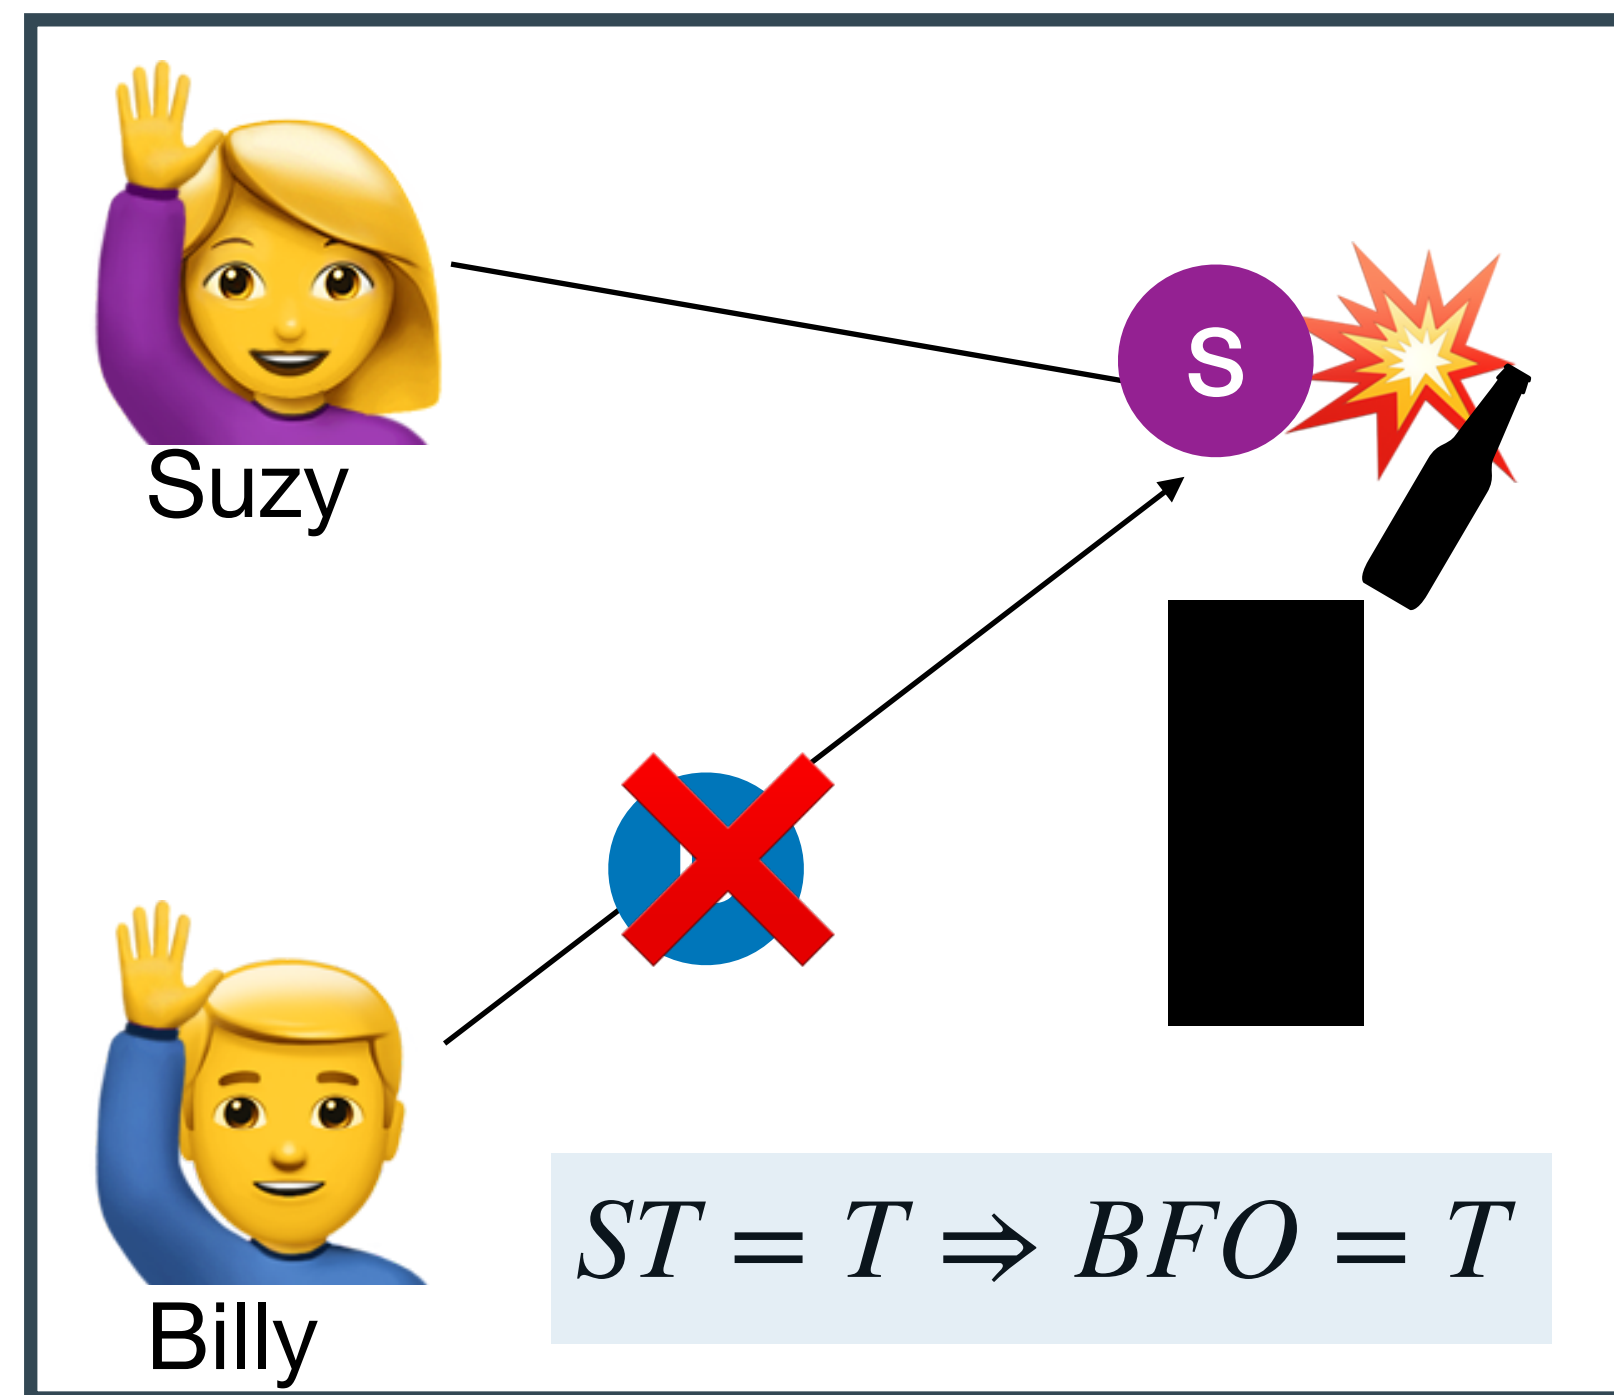 S
Suzy
Billy
ST = T ⇒ BFO = T